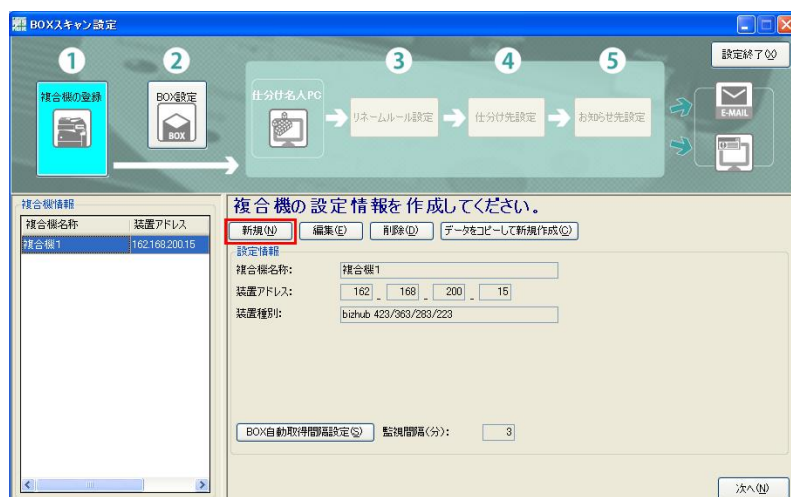 BOXスキャン設定
設定終了(X)
1
2
3
4
5
複合機の登録
BOX設定
BOX
仕分け名人PC
リネームルール設定
仕分け先設定
お知らせ先設定
E-MAIL
複合機情報
複合機名称 装置アドレス
複合機1 162.168.200.15
複合機の設定情報を作成してください。
新規(N) 編集(E) 削除(D) データをコピーして新規作成(C)
設定情報
複合機名称: 複合機1
装置アドレス: 162 . 168 . 200 . 15
装置種別: bizhub 423/363/283/223
BOX自動取得間隔設定(S) 監視間隔(分): 3
次へ(N)